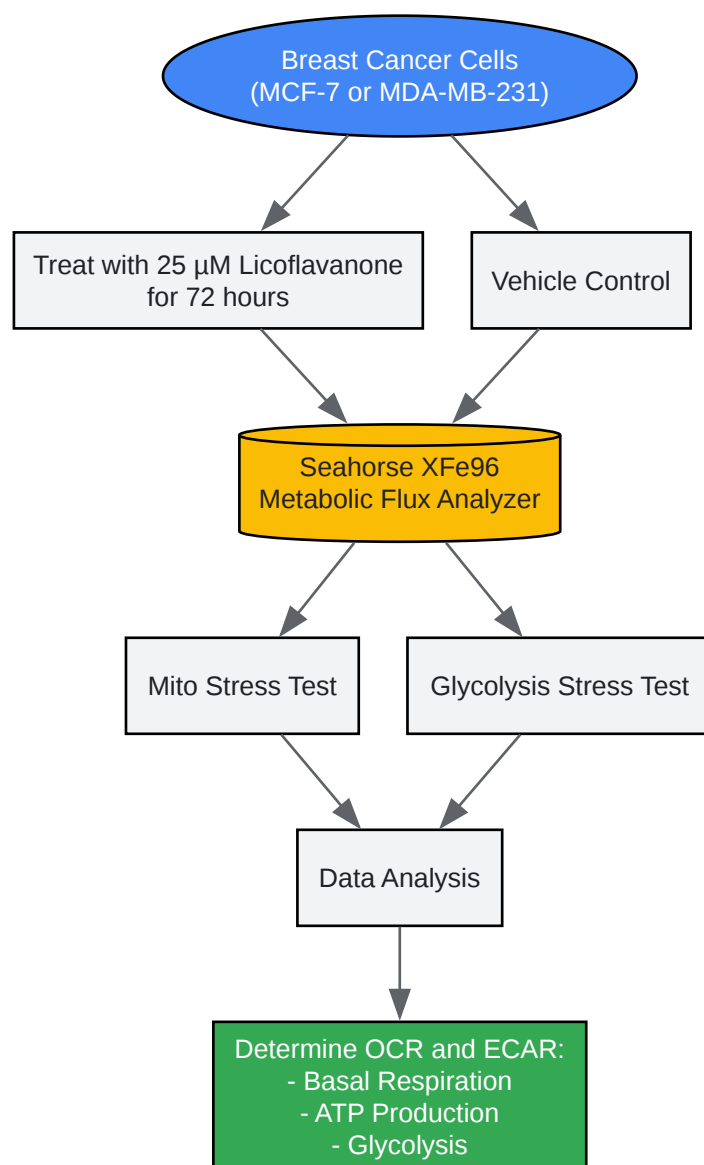 Breast Cancer Cells
(MCF-7 or MDA-MB-231)
Treat with 25 µM Licoflavanone
for 72 hours
Vehicle Control
Seahorse XFe96
Metabolic Flux Analyzer
Mito Stress Test
Glycolysis Stress Test
Data Analysis
Determine OCR and ECAR:
- Basal Respiration
- ATP Production
- Glycolysis